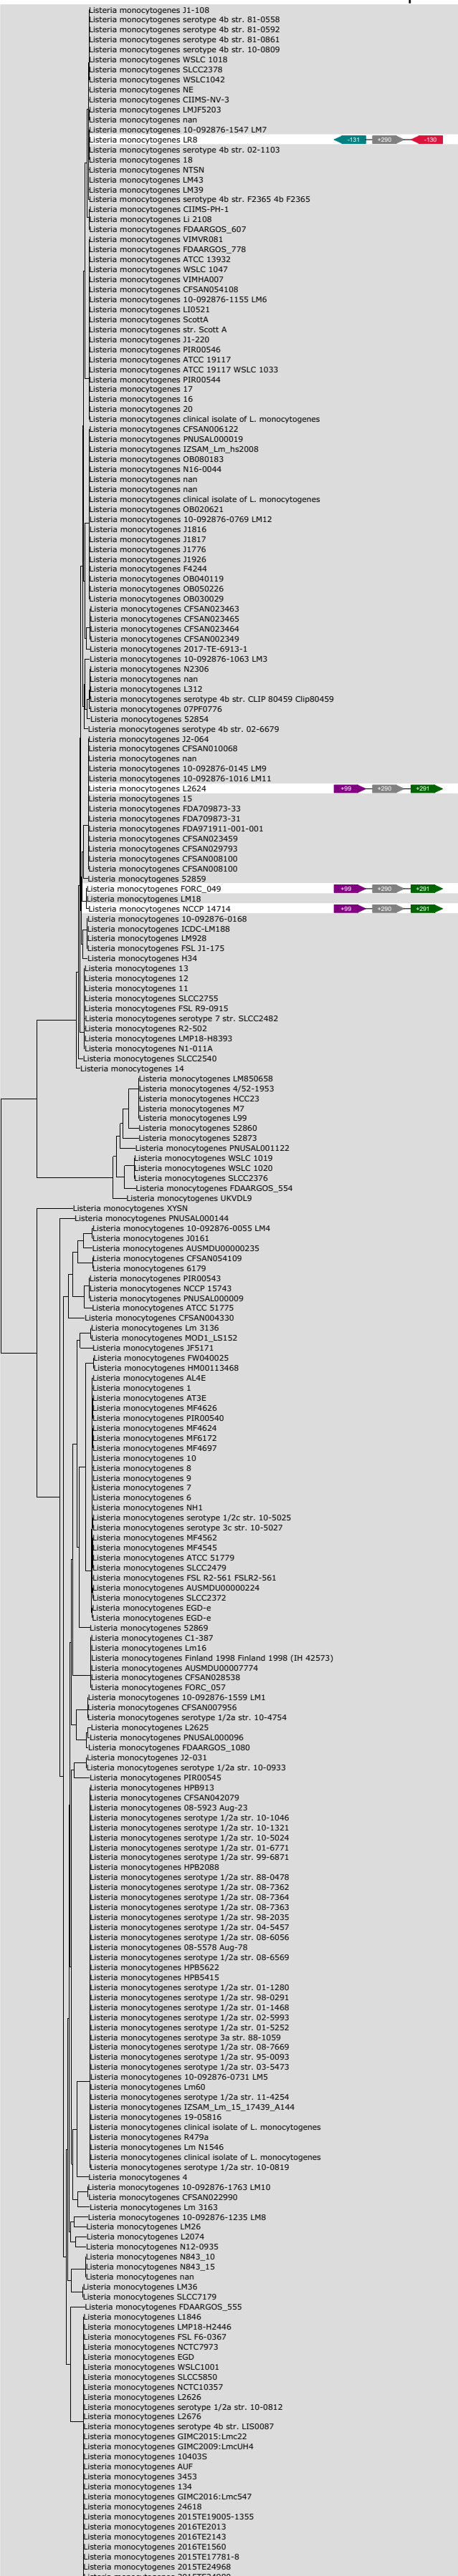 Listeria monocytogenes J1-108
Listeria monocytogenes serotype 4b str. 81-0558
Listeria monocytogenes serotype 4b str. 81-0592
Listeria monocytogenes serotype 4b str. 81-0861
Listeria monocytogenes serotype 4b str. 10-0809
Listeria monocytogenes WSLC 1018
Listeria monocytogenes SLCC2378
Listeria monocytogenes WSLC1042
Listeria monocytogenes NE
Listeria monocytogenes CIIMS-NV-3
Listeria monocytogenes LMJF5203
Listeria monocytogenes nan
Listeria monocytogenes 10-092876-1547 LM7
Listeria monocytogenes LR8 -131 +290 -130
Listeria monocytogenes serotype 4b str. 02-1103
Listeria monocytogenes 18
Listeria monocytogenes NTSN
Listeria monocytogenes LM43
Listeria monocytogenes LM39
Listeria monocytogenes serotype 4b str. F2365 4b F2365
Listeria monocytogenes CIIMS-PH-1
Listeria monocytogenes Li 2108
Listeria monocytogenes FDAARGOS_607
Listeria monocytogenes VIMVR081
Listeria monocytogenes FDAARGOS_778
Listeria monocytogenes ATCC 13932
Listeria monocytogenes WSLC 1047
Listeria monocytogenes VIMHA007
Listeria monocytogenes CFSAN054108
Listeria monocytogenes 10-092876-1155 LM6
Listeria monocytogenes LI0521
Listeria monocytogenes ScottA
Listeria monocytogenes str. Scott A
Listeria monocytogenes J1-220
Listeria monocytogenes PIR00546
Listeria monocytogenes ATCC 19117
Listeria monocytogenes ATCC 19117 WSLC 1033
Listeria monocytogenes PIR00544
Listeria monocytogenes 17
Listeria monocytogenes 16
Listeria monocytogenes 20
Listeria monocytogenes clinical isolate of L. monocytogenes
Listeria monocytogenes CFSAN006122
Listeria monocytogenes PNUSAL000019
Listeria monocytogenes IZSAM_Lm_hs2008
Listeria monocytogenes OB080183
Listeria monocytogenes N16-0044
Listeria monocytogenes nan
Listeria monocytogenes nan
Listeria monocytogenes clinical isolate of L. monocytogenes
Listeria monocytogenes OB020621
Listeria monocytogenes 10-092876-0769 LM12
Listeria monocytogenes J1816
Listeria monocytogenes J1817
Listeria monocytogenes J1776
Listeria monocytogenes J1926
Listeria monocytogenes F4244
Listeria monocytogenes OB040119
Listeria monocytogenes OB050226
Listeria monocytogenes OB030029
Listeria monocytogenes CFSAN023463
Listeria monocytogenes CFSAN023465
Listeria monocytogenes CFSAN023464
Listeria monocytogenes CFSAN002349
Listeria monocytogenes 2017-TE-6913-1
Listeria monocytogenes 10-092876-1063 LM3
Listeria monocytogenes N2306
Listeria monocytogenes nan
Listeria monocytogenes L312
Listeria monocytogenes serotype 4b str. CLIP 80459 Clip80459
Listeria monocytogenes 07PF0776
Listeria monocytogenes 52854
Listeria monocytogenes serotype 4b str. 02-6679
Listeria monocytogenes J2-064
Listeria monocytogenes CFSAN010068
Listeria monocytogenes nan
Listeria monocytogenes 10-092876-0145 LM9
Listeria monocytogenes 10-092876-1016 LM11
Listeria monocytogenes L2624 +99 +290 +291
Listeria monocytogenes 15
Listeria monocytogenes FDA709873-33
Listeria monocytogenes FDA709873-31
Listeria monocytogenes FDA971911-001-001
Listeria monocytogenes CFSAN023459
Listeria monocytogenes CFSAN029793
Listeria monocytogenes CFSAN008100
Listeria monocytogenes CFSAN008100
Listeria monocytogenes 52859
Listeria monocytogenes FORC_049 +99 +290 +291
Listeria monocytogenes LM18
Listeria monocytogenes NCCP 14714 +99 +290 +291
Listeria monocytogenes 10-092876-0168
Listeria monocytogenes ICDC-LM188
Listeria monocytogenes LM928
Listeria monocytogenes FSL J1-175
Listeria monocytogenes H34
Listeria monocytogenes 13
Listeria monocytogenes 12
Listeria monocytogenes 11
Listeria monocytogenes SLCC2755
Listeria monocytogenes FSL R9-0915
Listeria monocytogenes serotype 7 str. SLCC2482
Listeria monocytogenes R2-502
Listeria monocytogenes LMP18-H8393
Listeria monocytogenes N1-011A
Listeria monocytogenes SLCC2540
Listeria monocytogenes 14
Listeria monocytogenes LM850658
Listeria monocytogenes 4/52-1953
Listeria monocytogenes HCC23
Listeria monocytogenes M7
Listeria monocytogenes L99
Listeria monocytogenes 52860
Listeria monocytogenes 52873
Listeria monocytogenes PNUSAL001122
Listeria monocytogenes WSLC 1019
Listeria monocytogenes WSLC 1020
Listeria monocytogenes SLCC2376
Listeria monocytogenes FDAARGOS_554
Listeria monocytogenes UKVDL9
Listeria monocytogenes XYSN
Listeria monocytogenes PNUSAL000144
Listeria monocytogenes 10-092876-0055 LM4
Listeria monocytogenes J0161
Listeria monocytogenes AUSMDU00000235
Listeria monocytogenes CFSAN054109
Listeria monocytogenes 6179
Listeria monocytogenes PIR00543
Listeria monocytogenes NCCP 15743
Listeria monocytogenes PNUSAL000009
Listeria monocytogenes ATCC 51775
Listeria monocytogenes CFSAN004330
Listeria monocytogenes Lm 3136
Listeria monocytogenes MOD1_LS152
Listeria monocytogenes JF5171
Listeria monocytogenes FW040025
Listeria monocytogenes HM00113468
Listeria monocytogenes AL4E
Listeria monocytogenes 1
Listeria monocytogenes AT3E
Listeria monocytogenes MF4626
Listeria monocytogenes PIR00540
Listeria monocytogenes MF4624
Listeria monocytogenes MF6172
Listeria monocytogenes MF4697
Listeria monocytogenes 10
Listeria monocytogenes 8
Listeria monocytogenes 9
Listeria monocytogenes 7
Listeria monocytogenes 6
Listeria monocytogenes NH1
Listeria monocytogenes serotype 1/2c str. 10-5025
Listeria monocytogenes serotype 3c str. 10-5027
Listeria monocytogenes MF4562
Listeria monocytogenes MF4545
Listeria monocytogenes ATCC 51779
Listeria monocytogenes SLCC2479
Listeria monocytogenes FSL R2-561 FSLR2-561
Listeria monocytogenes AUSMDU00000224
Listeria monocytogenes SLCC2372
Listeria monocytogenes EGD-e
Listeria monocytogenes EGD-e
Listeria monocytogenes 52869
Listeria monocytogenes C1-387
Listeria monocytogenes Lm16
Listeria monocytogenes Finland 1998 Finland 1998 (IH 42573)
Listeria monocytogenes AUSMDU00007774
Listeria monocytogenes CFSAN028538
Listeria monocytogenes FORC_057
Listeria monocytogenes 10-092876-1559 LM1
Listeria monocytogenes CFSAN007956
Listeria monocytogenes serotype 1/2a str. 10-4754
Listeria monocytogenes L2625
Listeria monocytogenes PNUSAL000096
Listeria monocytogenes FDAARGOS_1080
Listeria monocytogenes J2-031
Listeria monocytogenes serotype 1/2a str. 10-0933
Listeria monocytogenes PIR00545
Listeria monocytogenes HPB913
Listeria monocytogenes CFSAN042079
Listeria monocytogenes 08-5923 Aug-23
Listeria monocytogenes serotype 1/2a str. 10-1046
Listeria monocytogenes serotype 1/2a str. 10-1321
Listeria monocytogenes serotype 1/2a str. 10-5024
Listeria monocytogenes serotype 1/2a str. 01-6771
Listeria monocytogenes serotype 1/2a str. 99-6871
Listeria monocytogenes HPB2088
Listeria monocytogenes serotype 1/2a str. 88-0478
Listeria monocytogenes serotype 1/2a str. 08-7362
Listeria monocytogenes serotype 1/2a str. 08-7364
Listeria monocytogenes serotype 1/2a str. 08-7363
Listeria monocytogenes serotype 1/2a str. 98-2035
Listeria monocytogenes serotype 1/2a str. 04-5457
Listeria monocytogenes serotype 1/2a str. 08-6056
Listeria monocytogenes 08-5578 Aug-78
Listeria monocytogenes serotype 1/2a str. 08-6569
Listeria monocytogenes HPB5622
Listeria monocytogenes HPB5415
Listeria monocytogenes serotype 1/2a str. 01-1280
Listeria monocytogenes serotype 1/2a str. 98-0291
Listeria monocytogenes serotype 1/2a str. 01-1468
Listeria monocytogenes serotype 1/2a str. 02-5993
Listeria monocytogenes serotype 1/2a str. 01-5252
Listeria monocytogenes serotype 3a str. 88-1059
Listeria monocytogenes serotype 1/2a str. 08-7669
Listeria monocytogenes serotype 1/2a str. 95-0093
Listeria monocytogenes serotype 1/2a str. 03-5473
Listeria monocytogenes 10-092876-0731 LM5
Listeria monocytogenes Lm60
Listeria monocytogenes serotype 1/2a str. 11-4254
Listeria monocytogenes IZSAM_Lm_15_17439_A144
Listeria monocytogenes 19-05816
Listeria monocytogenes clinical isolate of L. monocytogenes
Listeria monocytogenes R479a
Listeria monocytogenes Lm N1546
Listeria monocytogenes clinical isolate of L. monocytogenes
Listeria monocytogenes serotype 1/2a str. 10-0819
Listeria monocytogenes 4
Listeria monocytogenes 10-092876-1763 LM10
Listeria monocytogenes CFSAN022990
Listeria monocytogenes Lm 3163
Listeria monocytogenes 10-092876-1235 LM8
Listeria monocytogenes LM26
Listeria monocytogenes L2074
Listeria monocytogenes N12-0935
Listeria monocytogenes N843_10
Listeria monocytogenes N843_15
Listeria monocytogenes nan
Listeria monocytogenes LM36
Listeria monocytogenes SLCC7179
Listeria monocytogenes FDAARGOS_555
Listeria monocytogenes L1846
Listeria monocytogenes LMP18-H2446
Listeria monocytogenes FSL F6-0367
Listeria monocytogenes NCTC7973
Listeria monocytogenes EGD
Listeria monocytogenes WSLC1001
Listeria monocytogenes SLCC5850
Listeria monocytogenes NCTC10357
Listeria monocytogenes L2626
Listeria monocytogenes serotype 1/2a str. 10-0812
Listeria monocytogenes L2676
Listeria monocytogenes serotype 4b str. LIS0087
Listeria monocytogenes GIMC2015:Lmc22
Listeria monocytogenes GIMC2009:LmcUH4
Listeria monocytogenes 10403S
Listeria monocytogenes AUF
Listeria monocytogenes 3453
Listeria monocytogenes 134
Listeria monocytogenes GIMC2016:Lmc547
Listeria monocytogenes 24618
Listeria monocytogenes 2015TE19005-1355
Listeria monocytogenes 2016TE2013
Listeria monocytogenes 2016TE2143
Listeria monocytogenes 2016TE1560
Listeria monocytogenes 2015TE17781-8
Listeria monocytogenes 2015TE24968